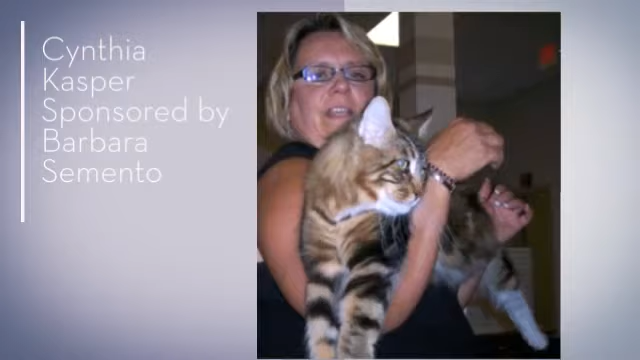 Cynthia
Kasper
Sponsored by
Barbara
Semento